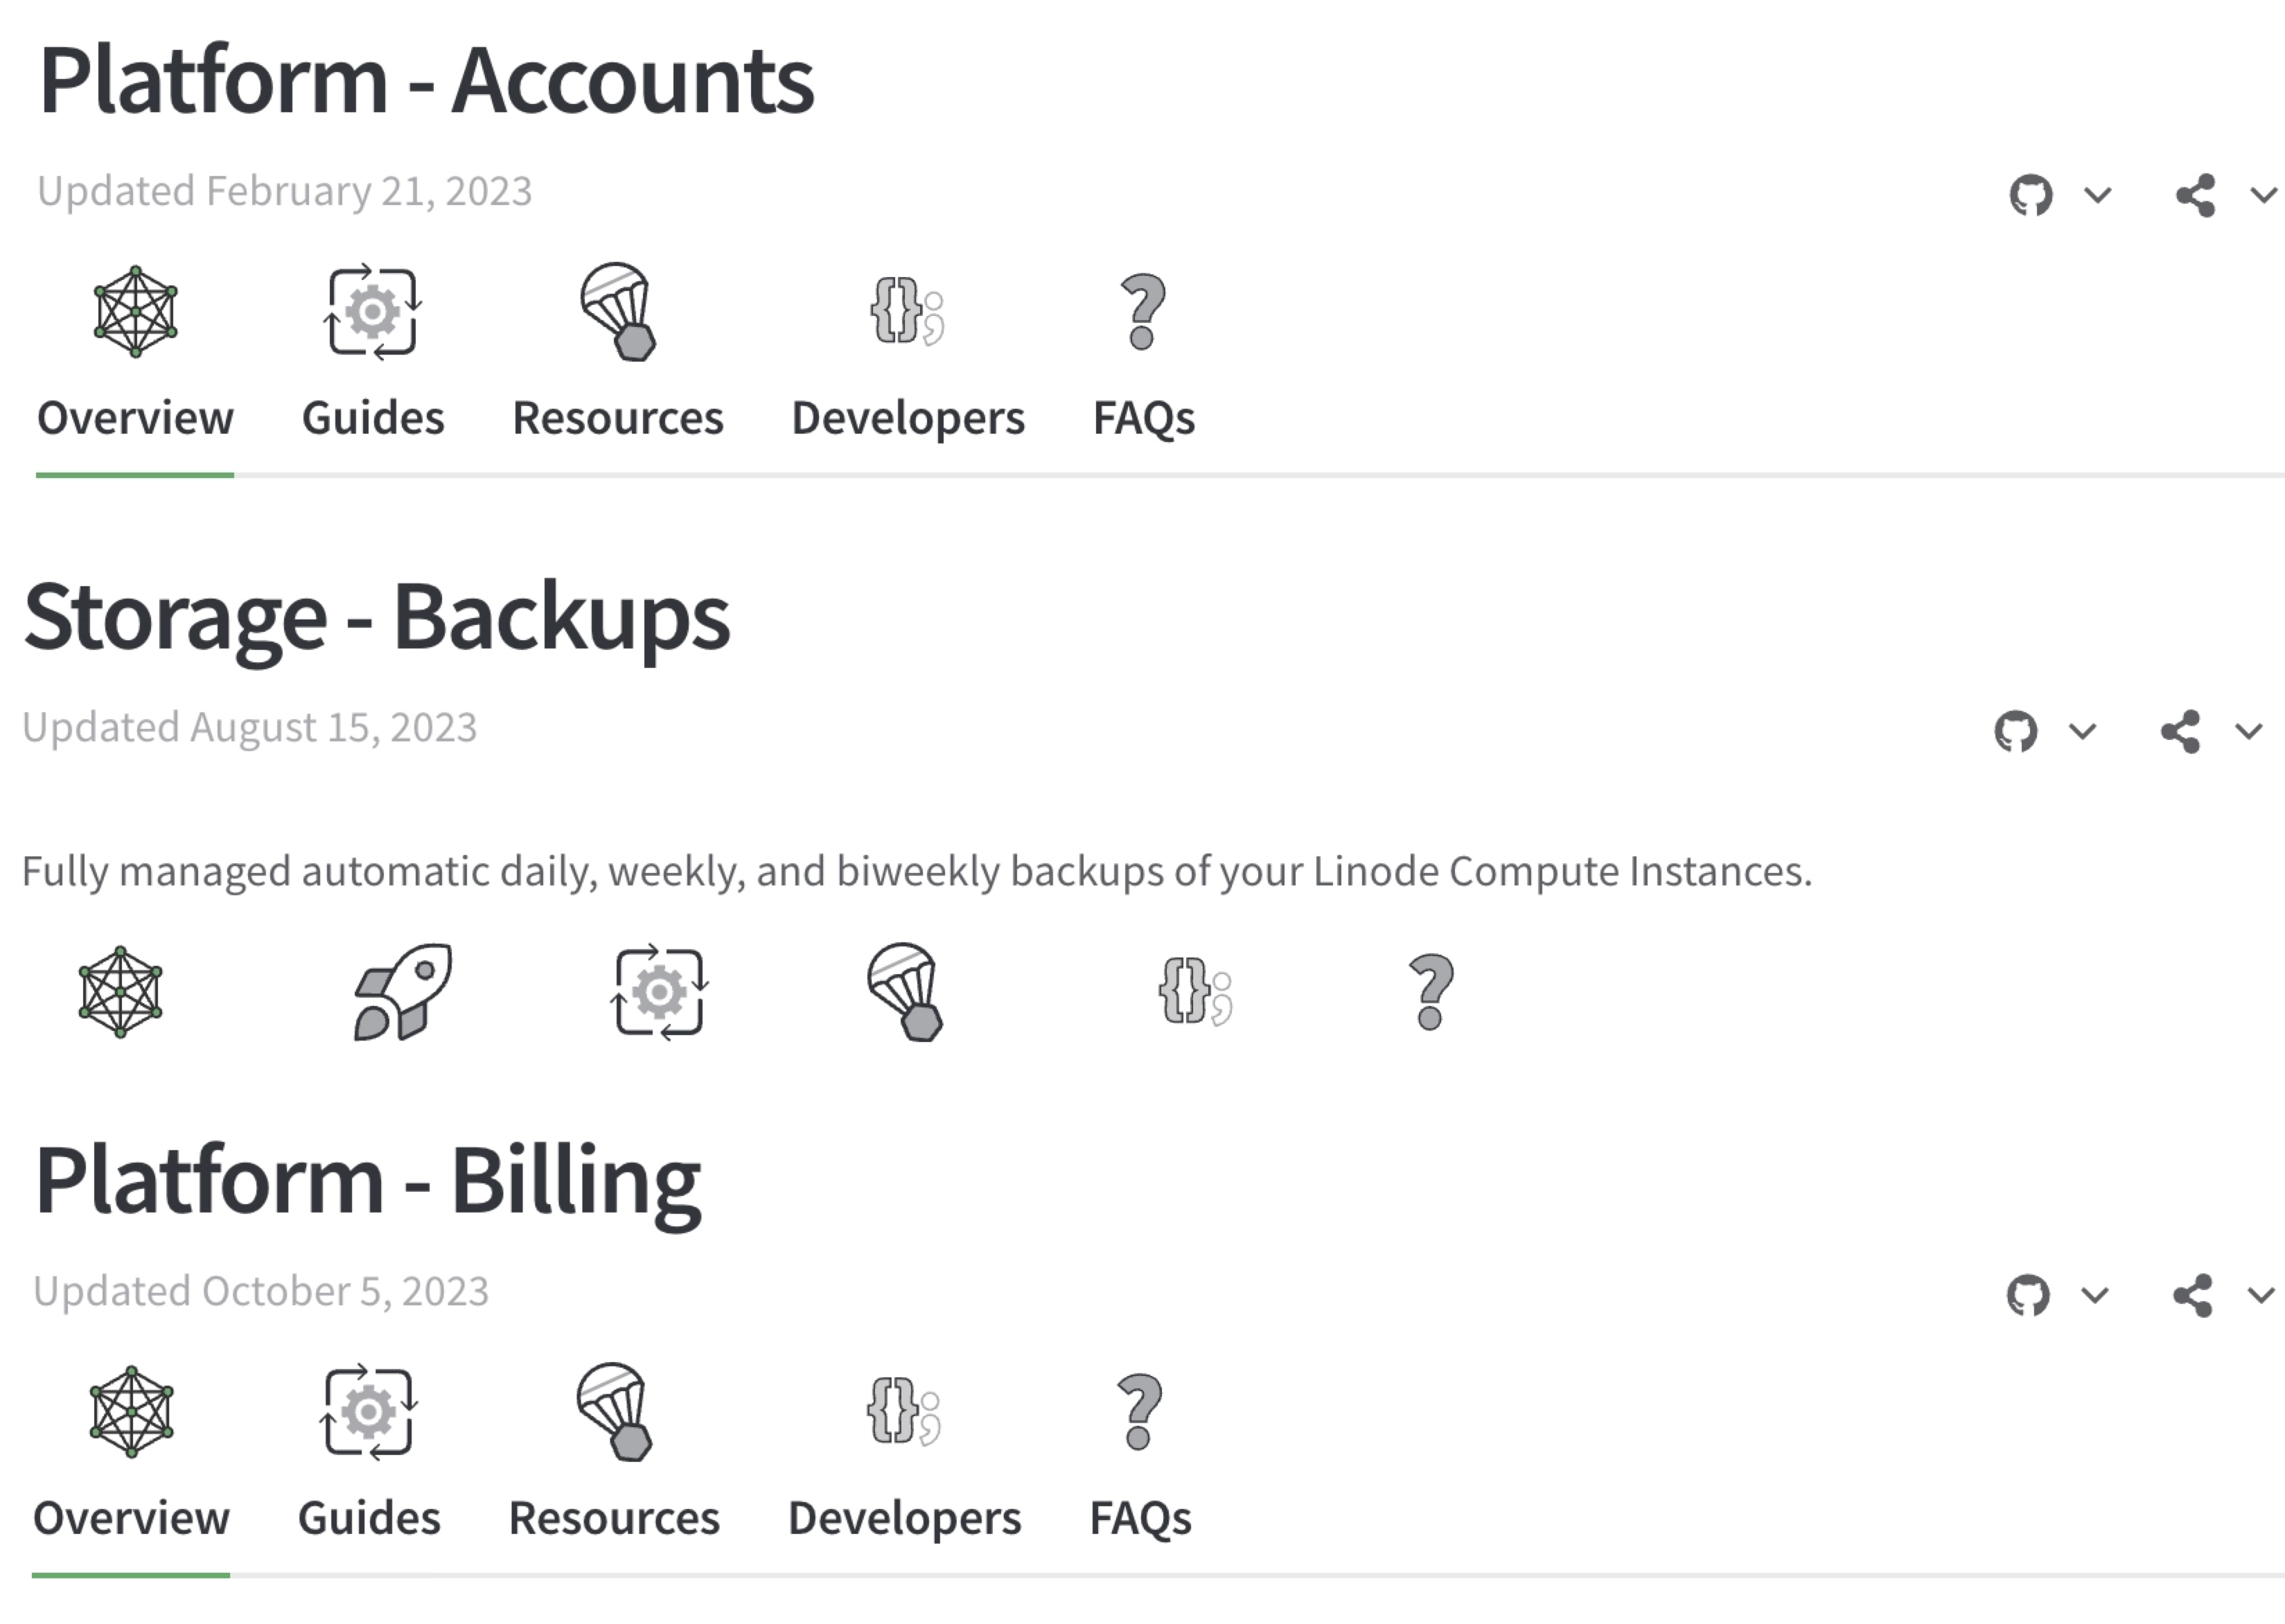 Platform - Accounts
Updated February 21, 2023
Overview Guides Resources Developers FAQs
Storage - Backups
Updated August 15, 2023
Fully managed automatic daily, weekly, and biweekly backups of your Linode Compute Instances.
Platform - Billing
Updated October 5, 2023
Overview Guides Resources Developers FAQs